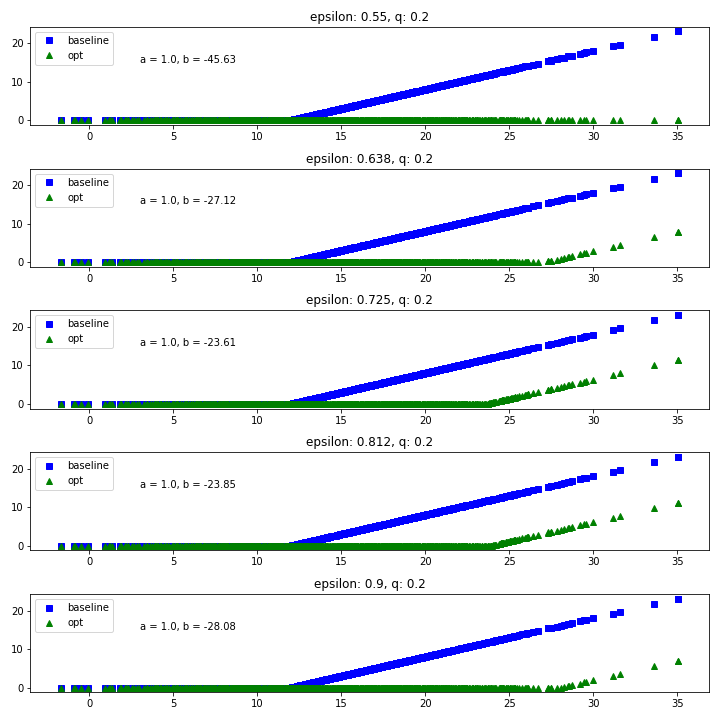 epsilon: 0.55, q: 0.2
baseline
opt
a = 1.0, b = -45.63
20
10
0
0 5 10 15 20 25 30 35
epsilon: 0.638, q: 0.2
baseline
opt
a = 1.0, b = -27.12
20
10
0
0 5 10 15 20 25 30 35
epsilon: 0.725, q: 0.2
baseline
opt
a = 1.0, b = -23.61
20
10
0
0 5 10 15 20 25 30 35
epsilon: 0.812, q: 0.2
baseline
opt
a = 1.0, b = -23.85
20
10
0
0 5 10 15 20 25 30 35
epsilon: 0.9, q: 0.2
baseline
opt
a = 1.0, b = -28.08
20
10
0
0 5 10 15 20 25 30 35